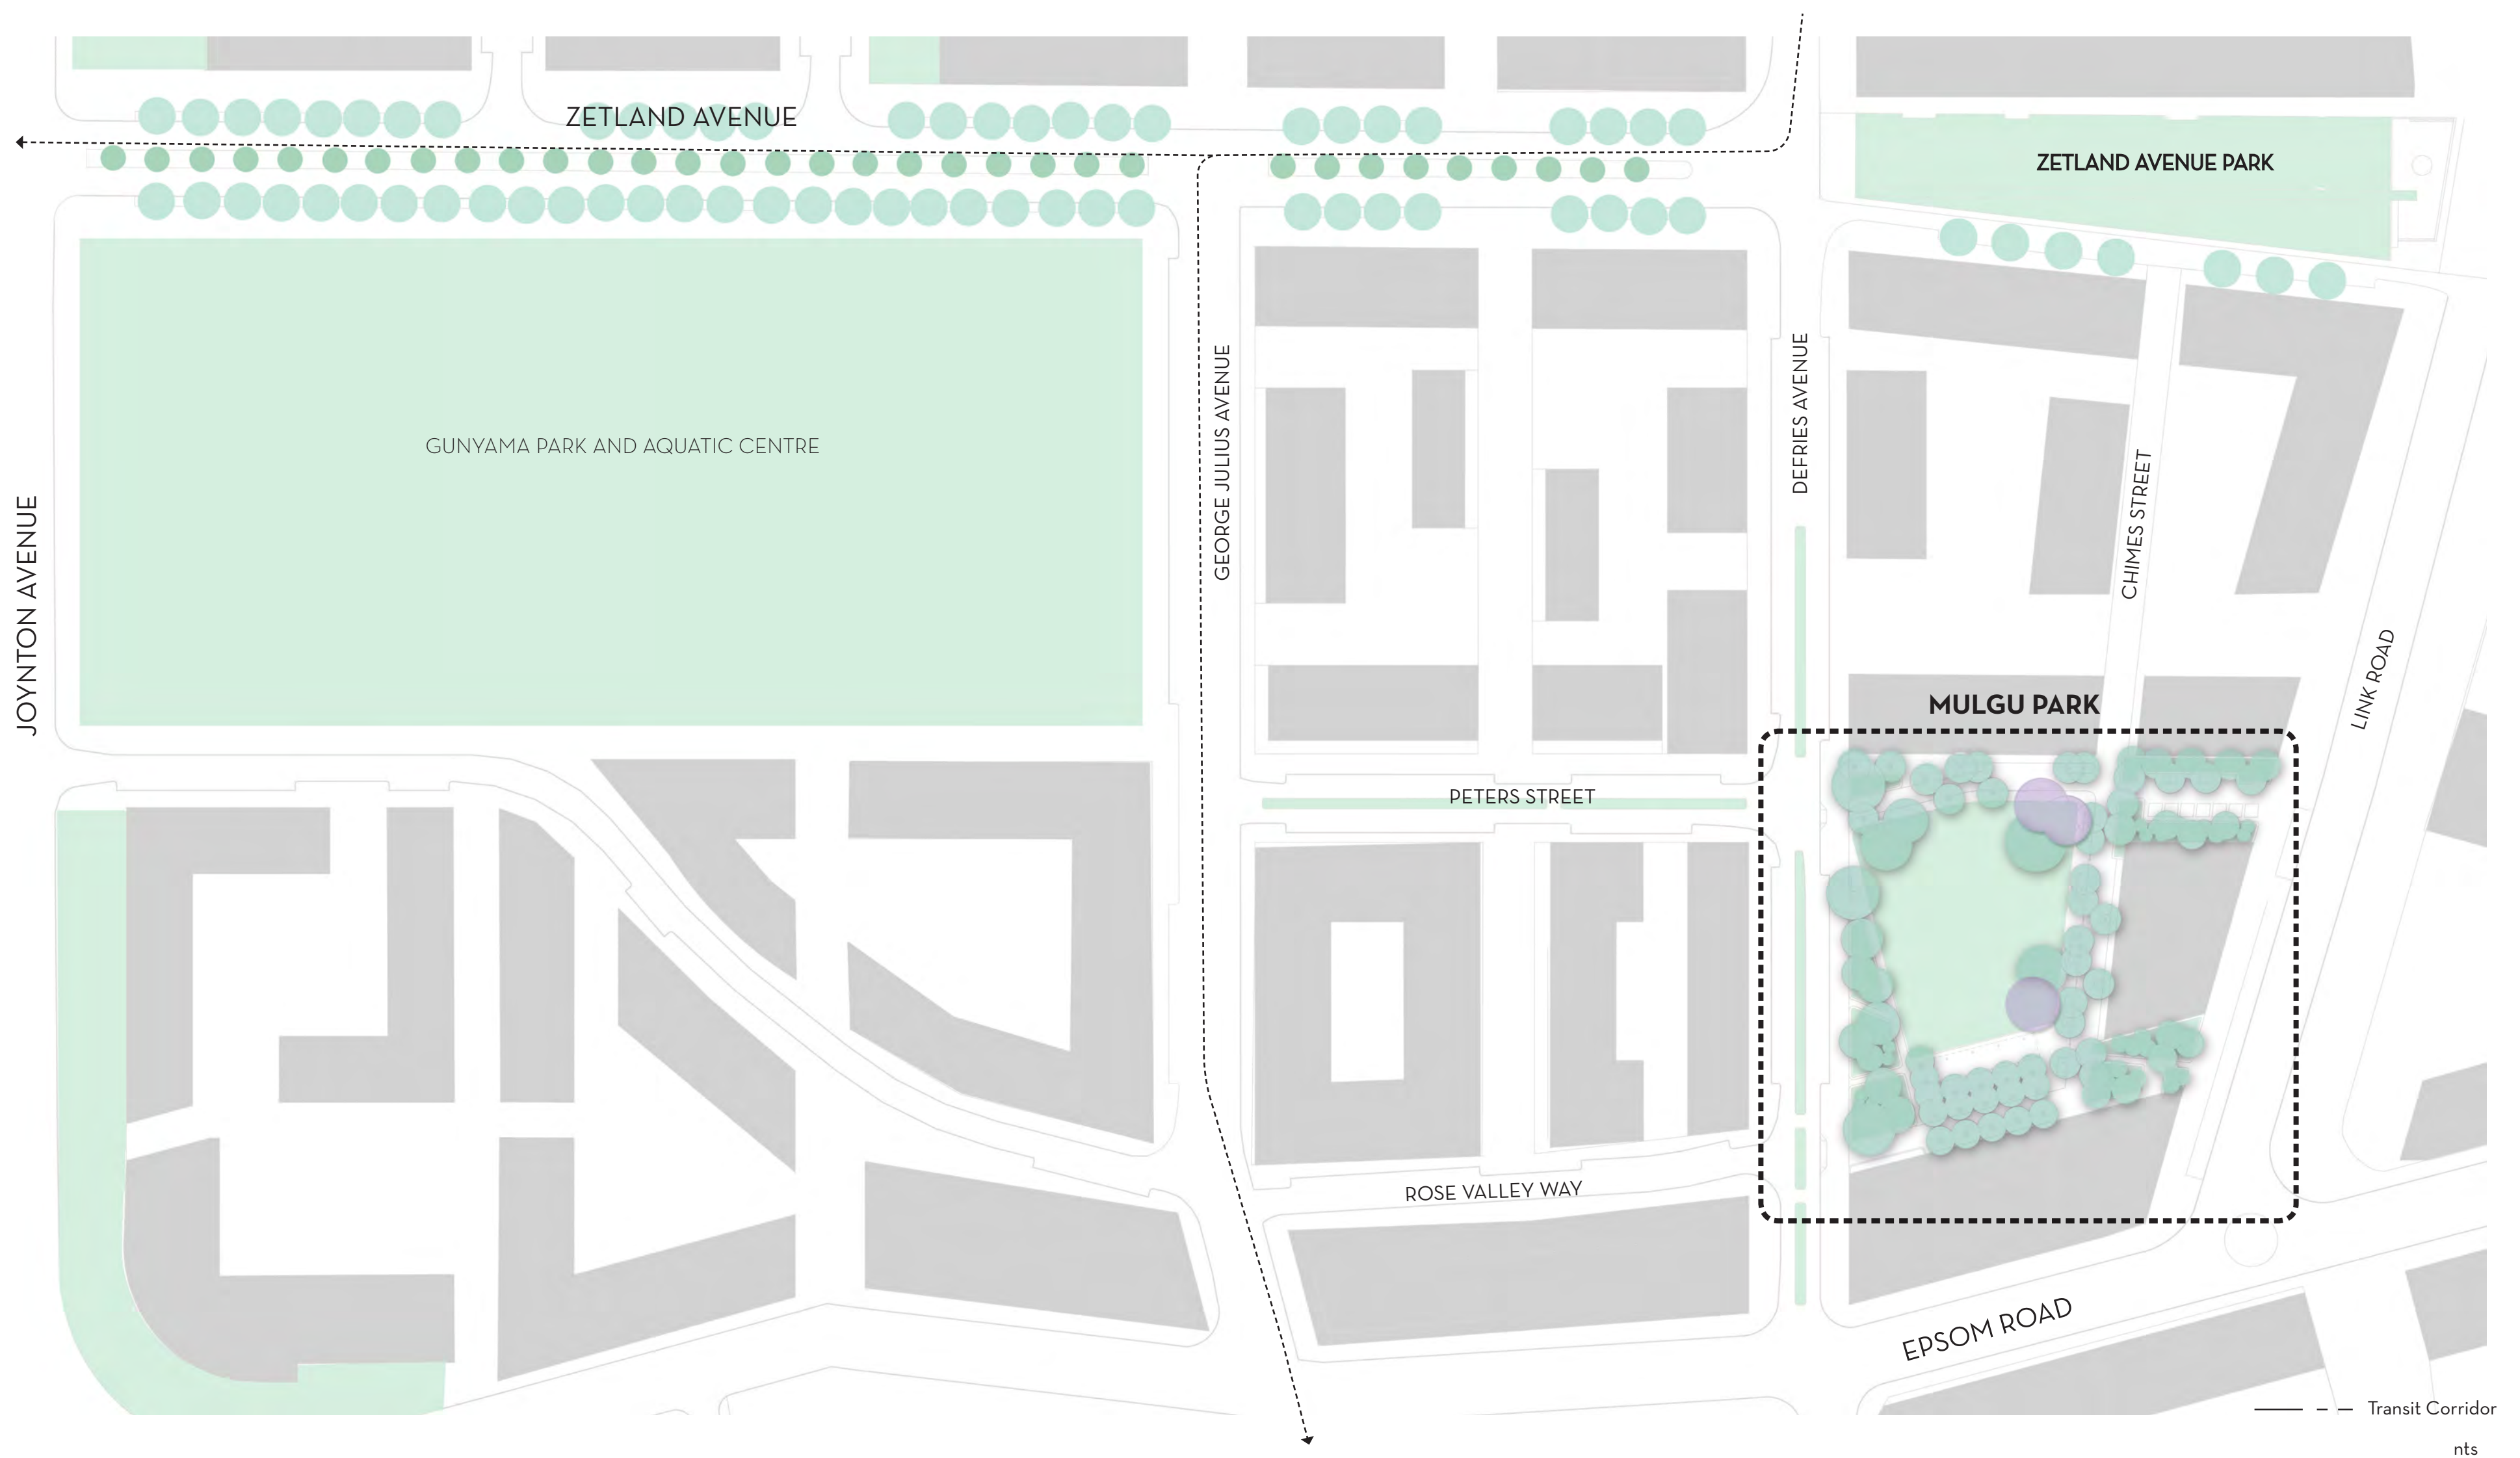 ZETLAND AVENUE
ZETLAND AVENUE PARK
GUNYAMA PARK AND AQUATIC CENTRE
JOYNTON AVENUE
GEORGE JULIUS AVENUE
DEFRIES AVENUE
CHIMES STREET
LINK ROAD
MULGU PARK
PETERS STREET
ROSE VALLEY WAY
EPSOM ROAD
Transit Corridor
nts